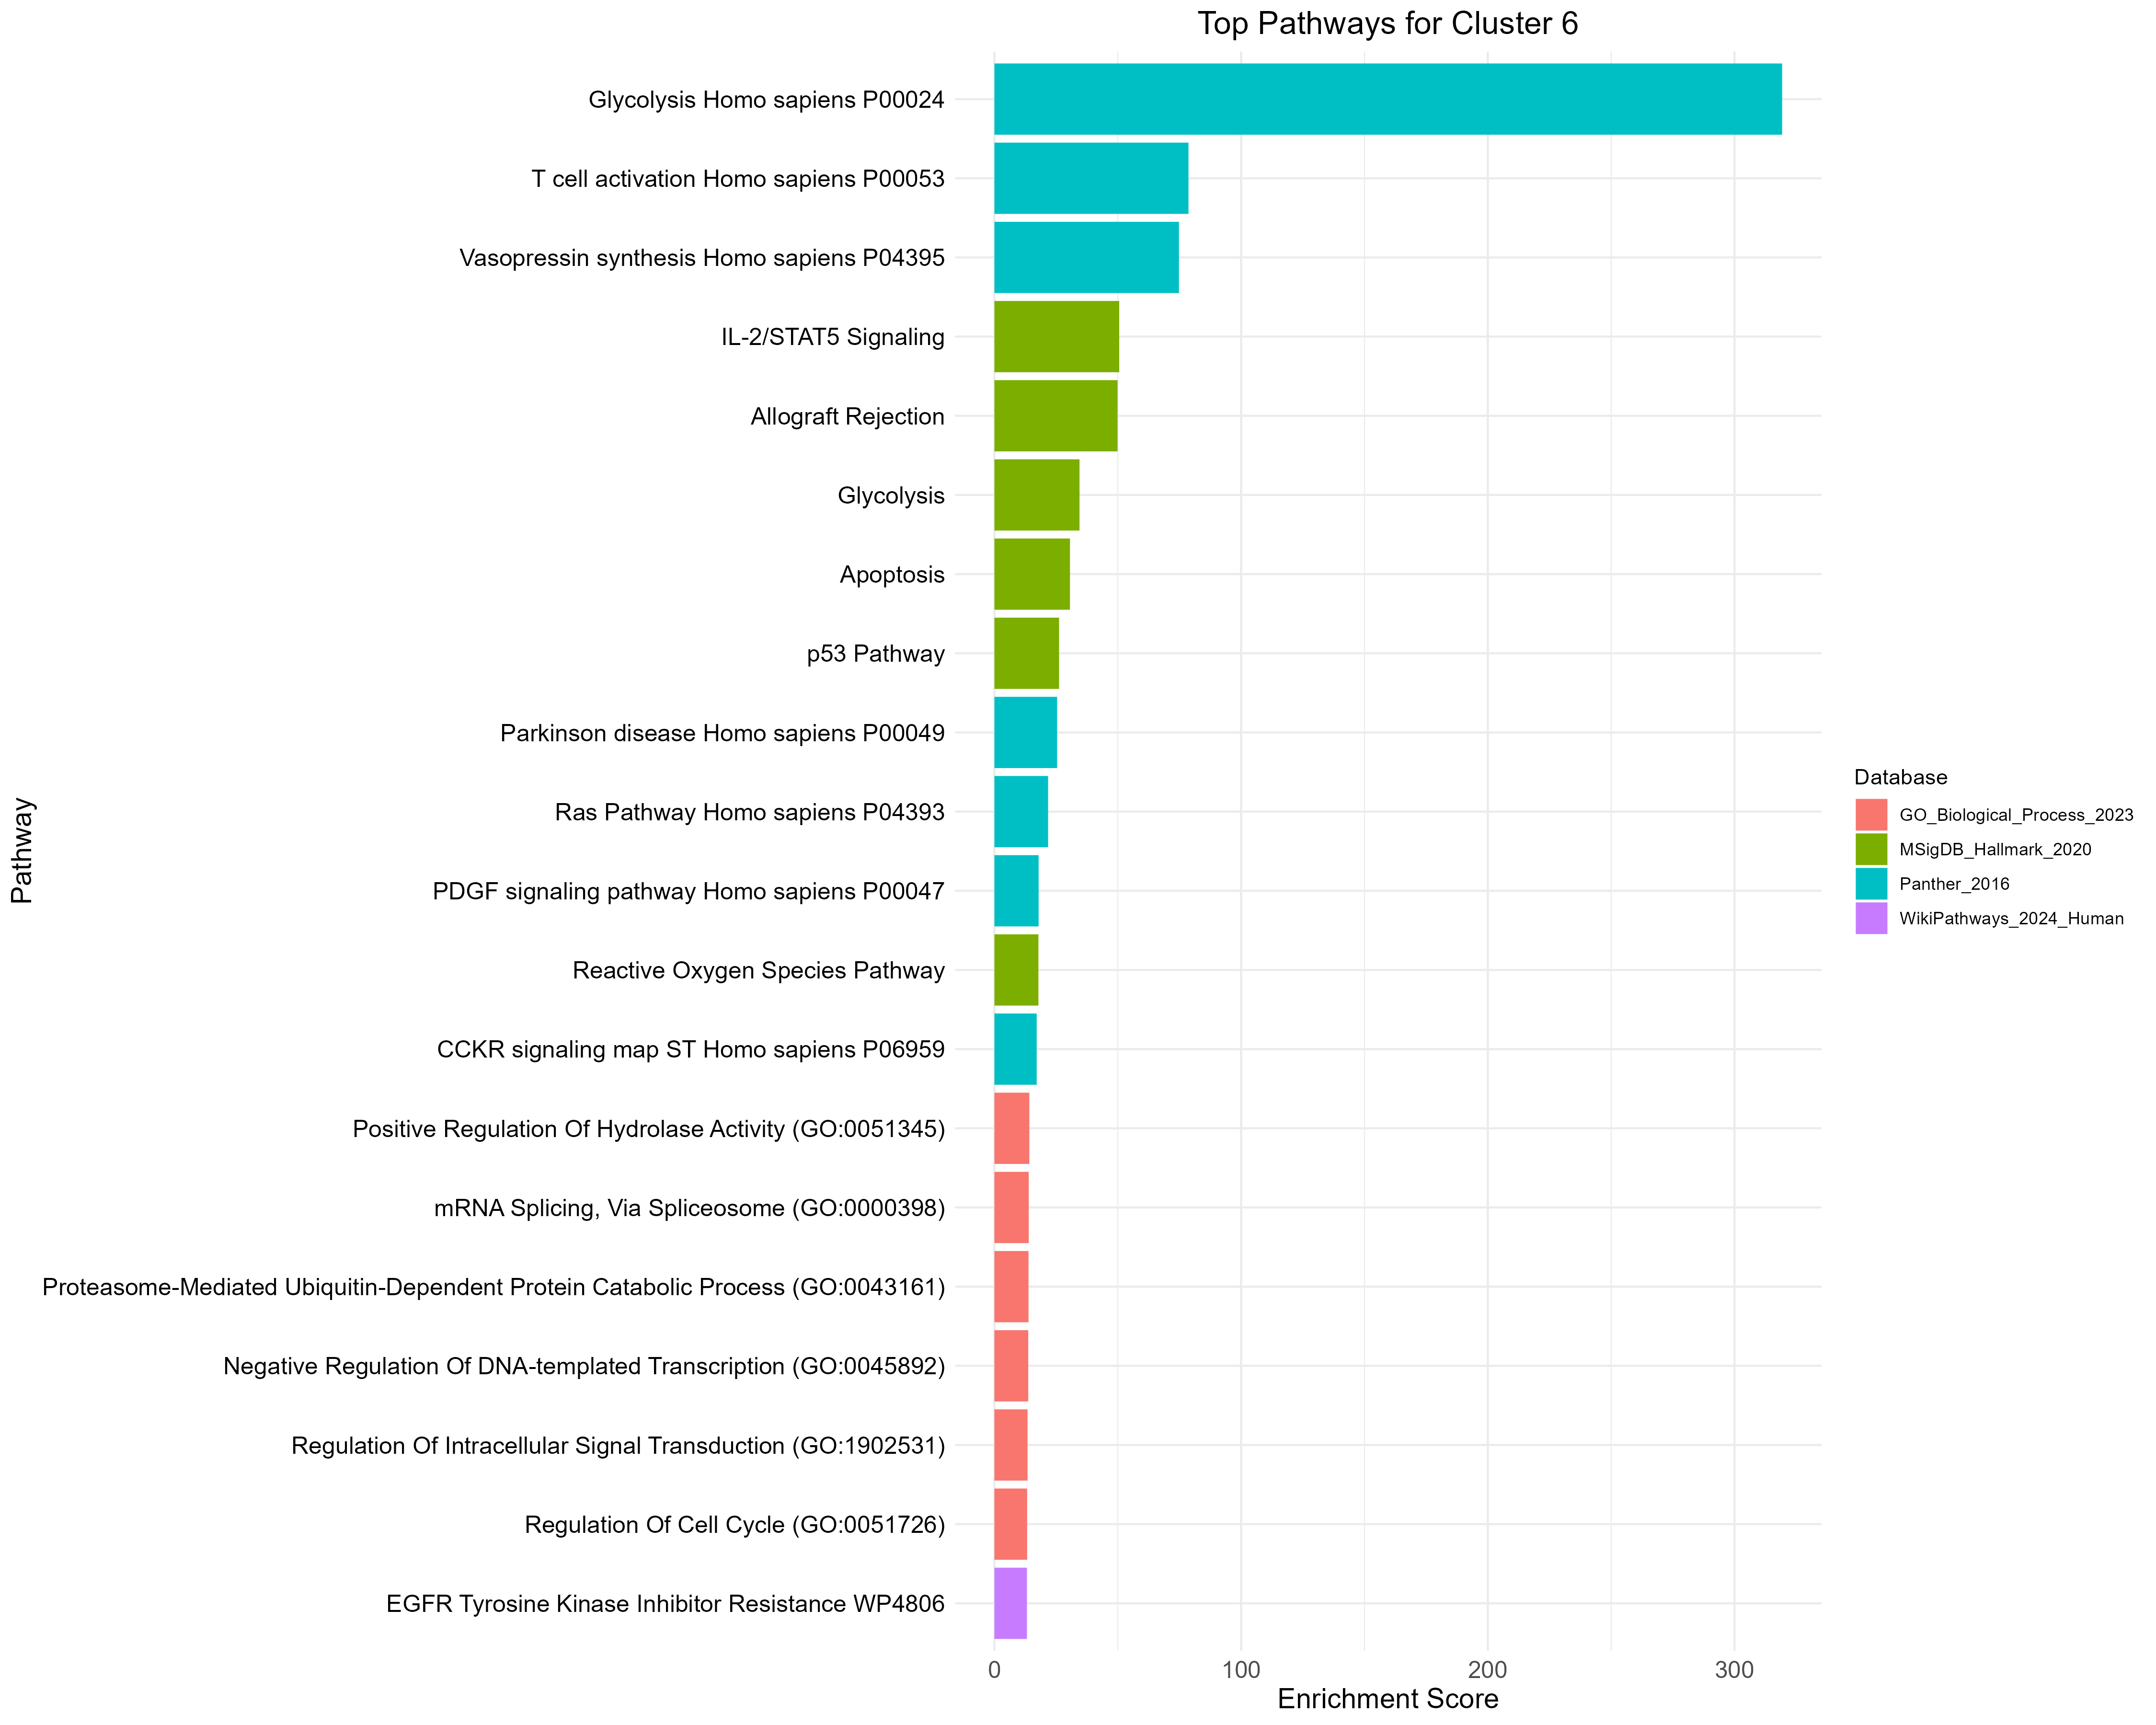 Top Pathways for Cluster 6
Glycolysis Homo sapiens P00024
T cell activation Homo sapiens P00053
Vasopressin synthesis Homo sapiens P04395
IL-2/STAT5 Signaling
Allograft Rejection
Glycolysis
Apoptosis
p53 Pathway
Parkinson disease Homo sapiens P00049
Ras Pathway Homo sapiens P04393
PDGF signaling pathway Homo sapiens P00047
Reactive Oxygen Species Pathway
CCKR signaling map ST Homo sapiens P06959
Positive Regulation Of Hydrolase Activity (GO:0051345)
mRNA Splicing, Via Spliceosome (GO:0000398)
Proteasome-Mediated Ubiquitin-Dependent Protein Catabolic Process (GO:0043161)
Negative Regulation Of DNA-templated Transcription (GO:0045892)
Regulation Of Intracellular Signal Transduction (GO:1902531)
Regulation Of Cell Cycle (GO:0051726)
EGFR Tyrosine Kinase Inhibitor Resistance WP4806
Pathway
0 100 200 300
Enrichment Score
Database
GO_Biological_Process_2023
MSigDB_Hallmark_2020
Panther_2016
WikiPathways_2024_Human